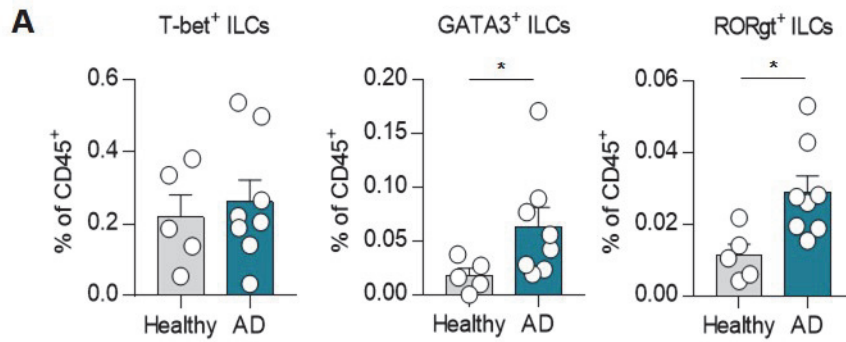 A
T-bet⁺ ILCs
% of CD45⁺
0.6
0.4
0.2
0.0
Healthy AD
GATA3⁺ ILCs
% of CD45⁺
0.20
0.15
0.10
0.05
0.00
*
Healthy AD
RORgt⁺ ILCs
% of CD45⁺
0.06
0.04
0.02
0.00
*
Healthy AD